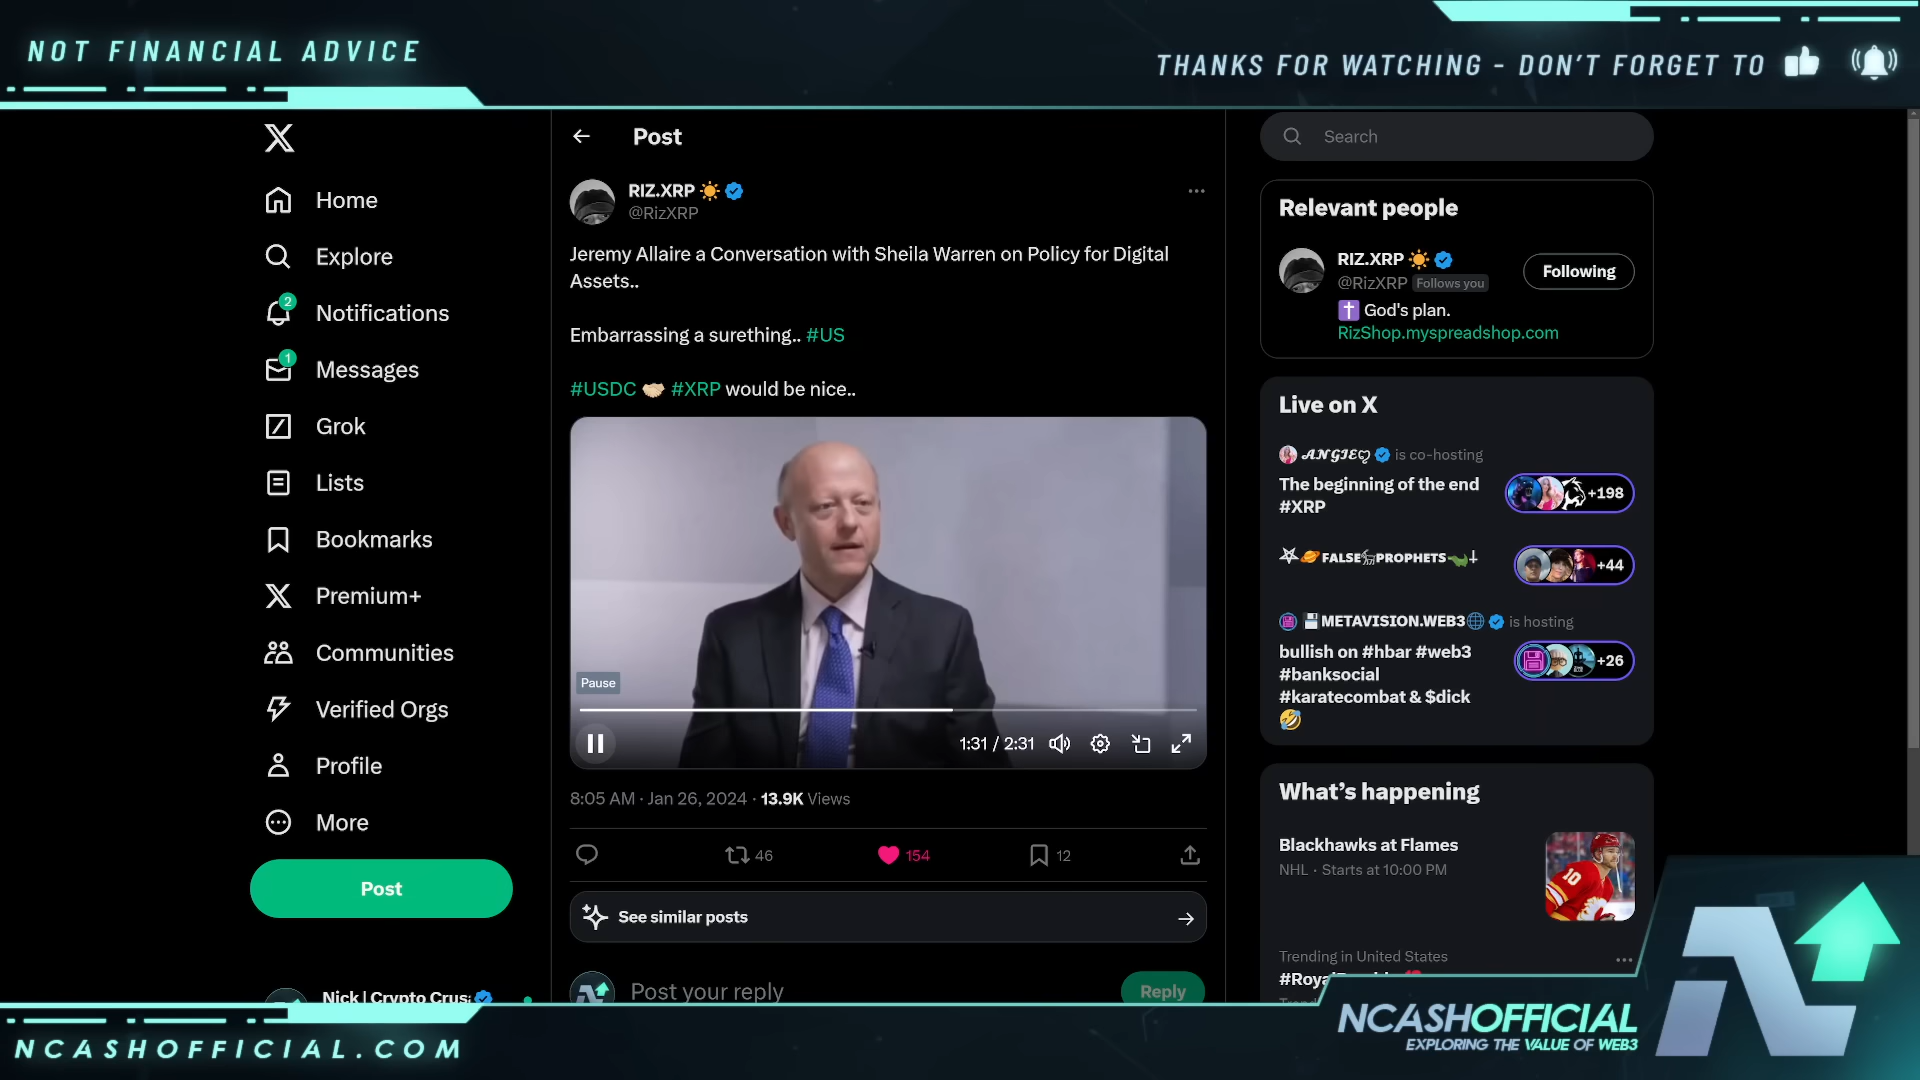 NOT FINANCIAL ADVICE
THANKS FOR WATCHING - DON'T FORGET TO
Home
Explore
2
Notifications
1
Messages
Grok
Lists
Bookmarks
Premium+
Communities
Verified Orgs
Profile
More
Post
Nick | Crypto Crus
Post
RIZ.XRP
@RizXRP
Jeremy Allaire a Conversation with Sheila Warren on Policy for Digital
Assets..
Embarrassing a surething.. #US
#USDC 🤝🏻 #XRP would be nice..
Pause
1:31 / 2:31
8:05 AM · Jan 26, 2024 · 13.9K Views
46
154
12
See similar posts
Post your reply
Reply
Search
Relevant people
RIZ.XRP
@RizXRP Follows you
Following
✝️ God's plan.
RizShop.myspreadshop.com
Live on X
𝓐𝓝𝓖𝓘𝓔ღ is co-hosting
The beginning of the end
#XRP
+198
FALSE🐐PROPHETS
+44
METAVISION.WEB3🌐 is hosting
bullish on #hbar #web3
#banksocial
#karatecombat & $dick
🤣
+26
What's happening
Blackhawks at Flames
NHL · Starts at 10:00 PM
10
Trending in United States
NCASHOFFICIAL.COM
NCASHOFFICIAL
EXPLORING THE VALUE OF WEB3